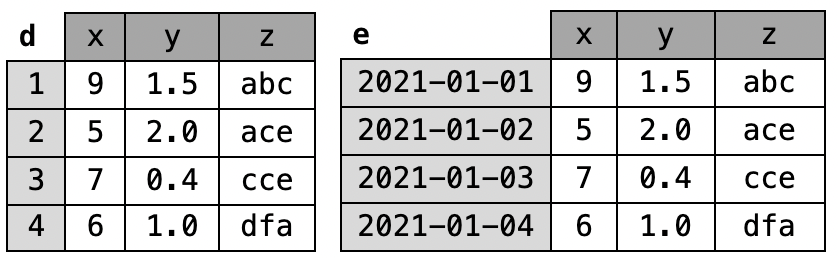 d x y z
1 9 1.5 abc
2 5 2.0 ace
3 7 0.4 cce
4 6 1.0 dfa
e x y z
2021-01-01 9 1.5 abc
2021-01-02 5 2.0 ace
2021-01-03 7 0.4 cce
2021-01-04 6 1.0 dfa